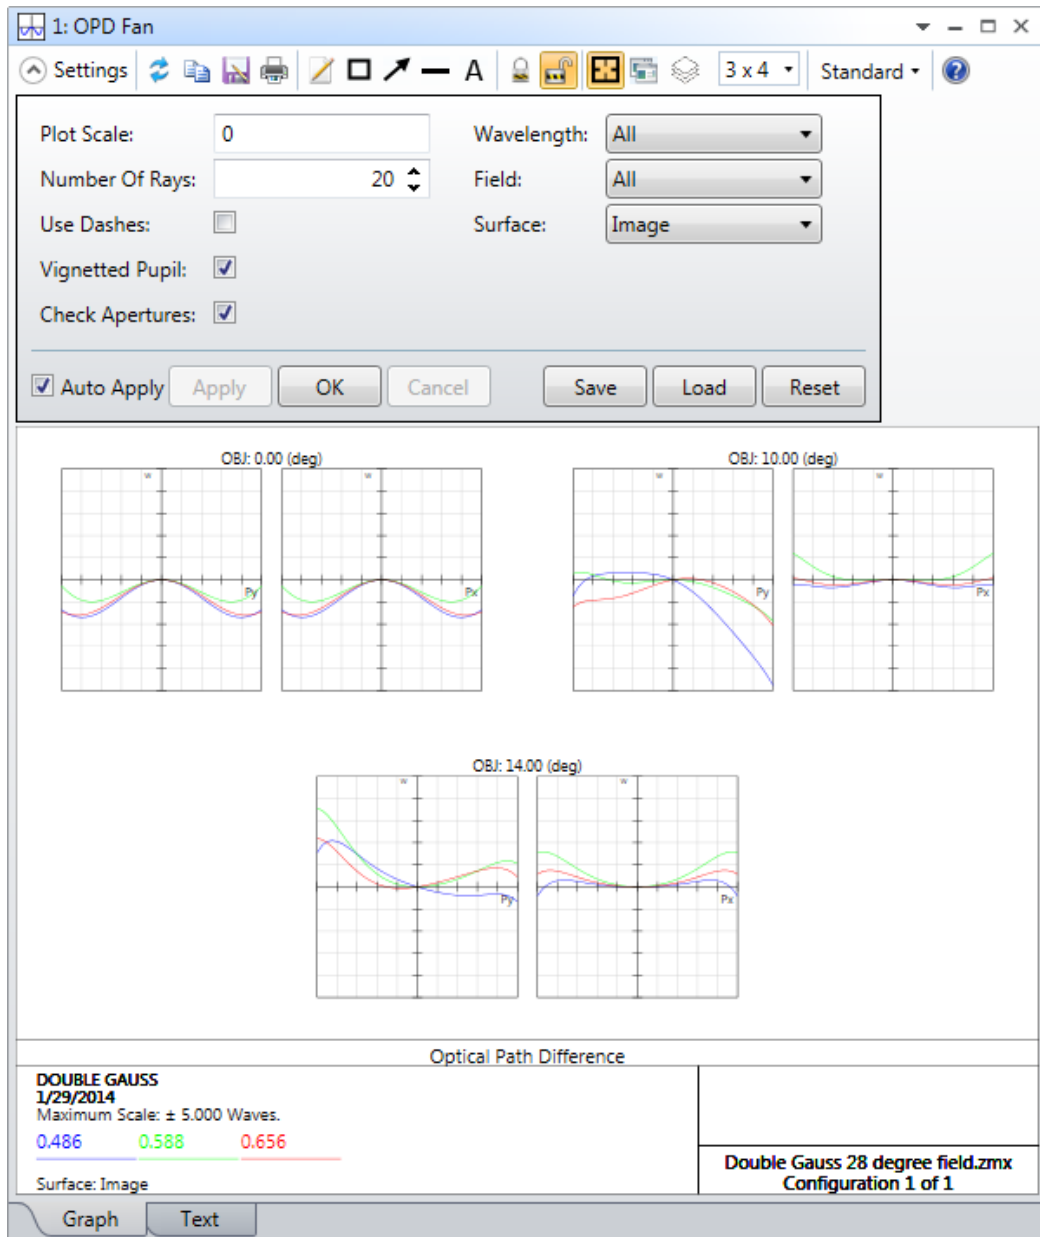 1: OPD Fan
Settings A 3 x 4 Standard
Plot Scale: 0 Wavelength: All
Number Of Rays: 20 Field: All
Use Dashes: Surface: Image
Vignetted Pupil:
Check Apertures:
Auto Apply Apply OK Cancel Save Load Reset
OBJ: 0.00 (deg) OBJ: 10.00 (deg)
W W W W
Py Px Py Px
OBJ: 14.00 (deg)
W W
Py Px
Optical Path Difference
DOUBLE GAUSS
1/29/2014
Maximum Scale: ± 5.000 Waves.
0.486 0.588 0.656
Surface: Image
Double Gauss 28 degree field.zmx
Configuration 1 of 1
Graph Text